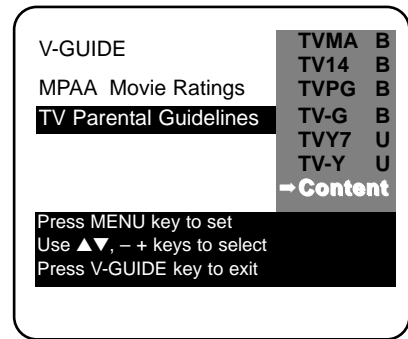 V-GUIDE
MPAA Movie Ratings
TV Parental Guidelines
TVMA B
TV14 B
TVPG B
TV-G B
TVY7 U
TV-Y U
➡Content
Press MENU key to set
Use ▲▼, – + keys to select
Press V-GUIDE key to exit